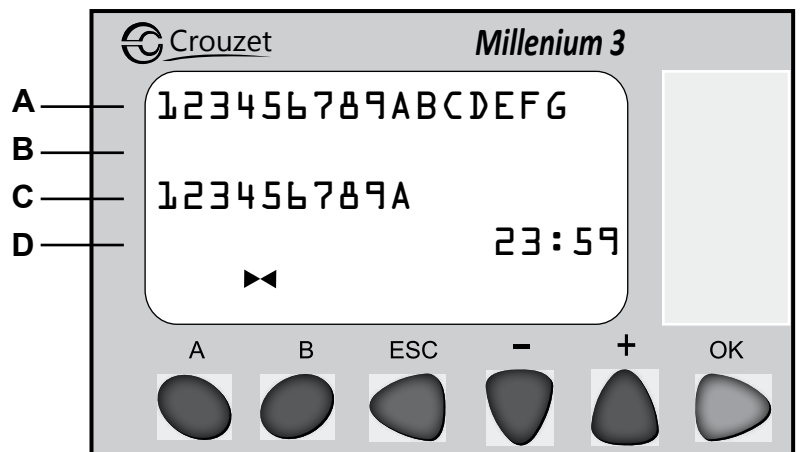 Crouzet Millenium 3
A 123456789ABCDEFG
B
C 123456789A
D 23:59
A B ESC - + OK